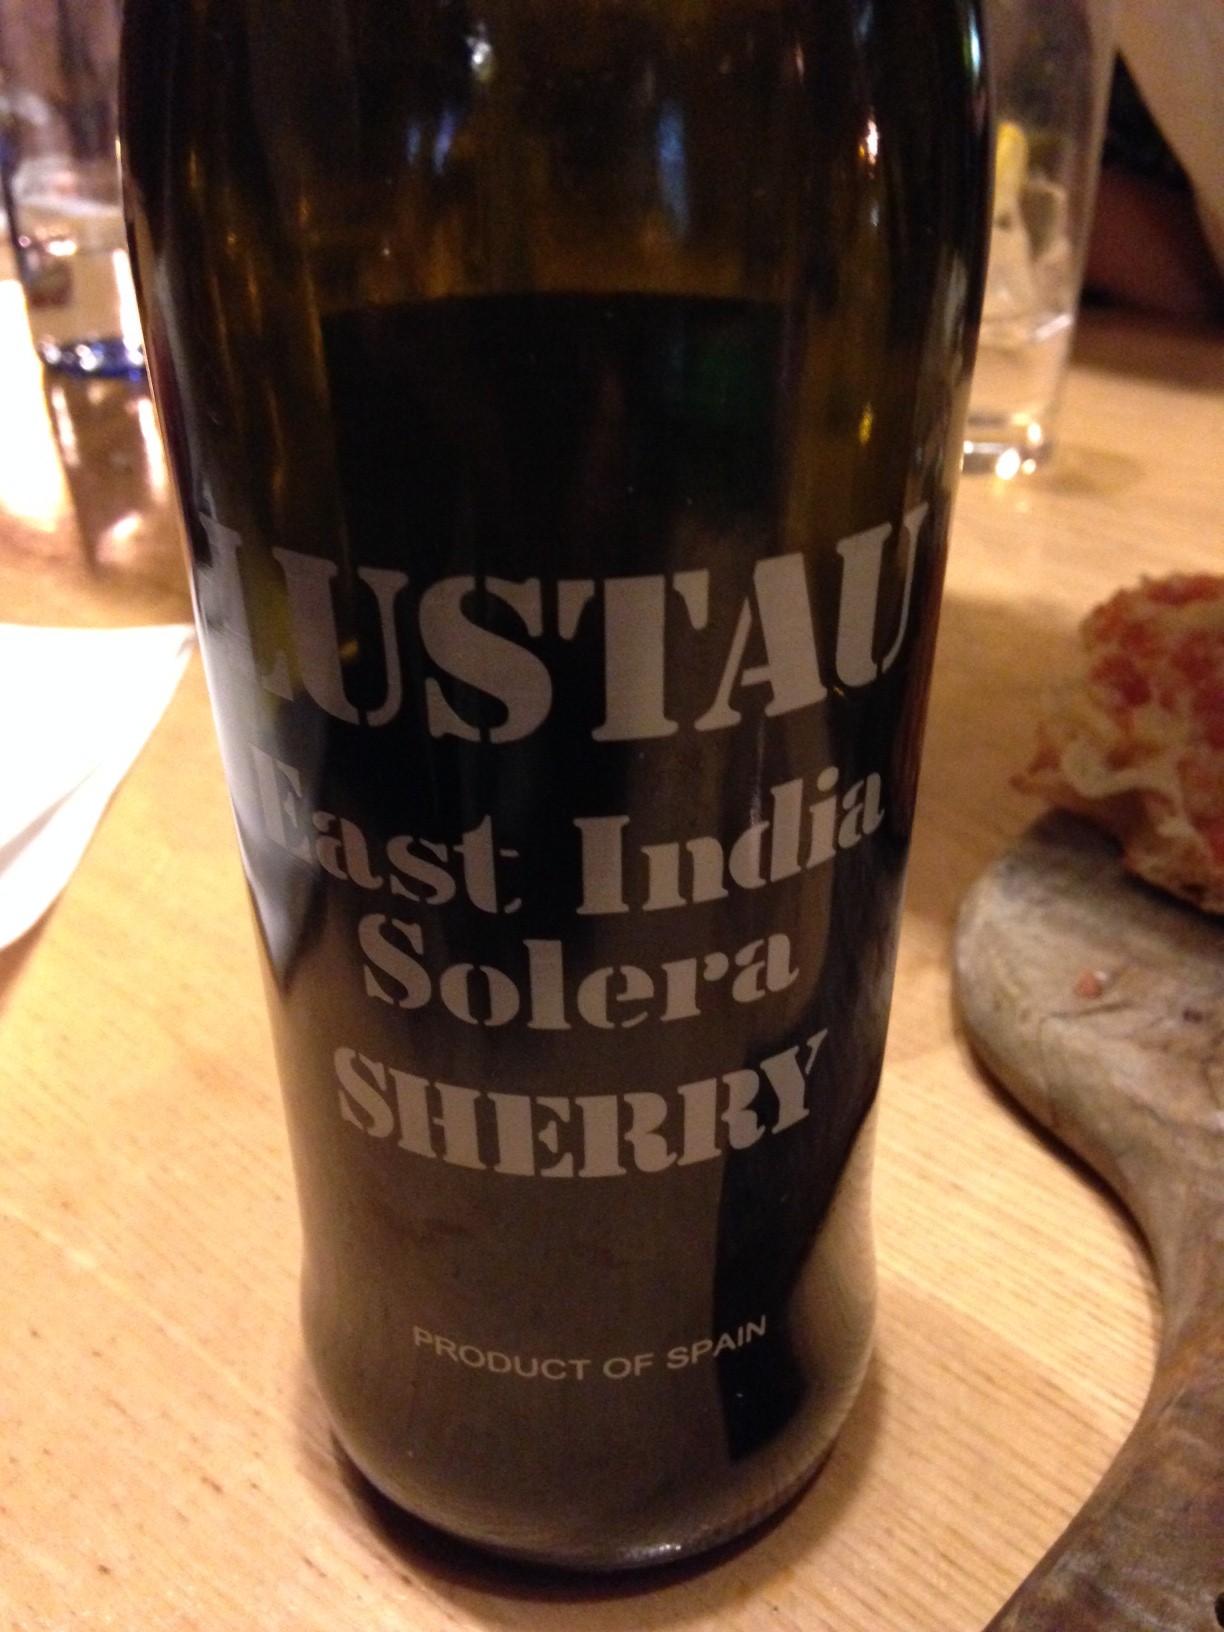 LUSTAU
East India
Solera
SHERRY
PRODUCT OF SPAIN